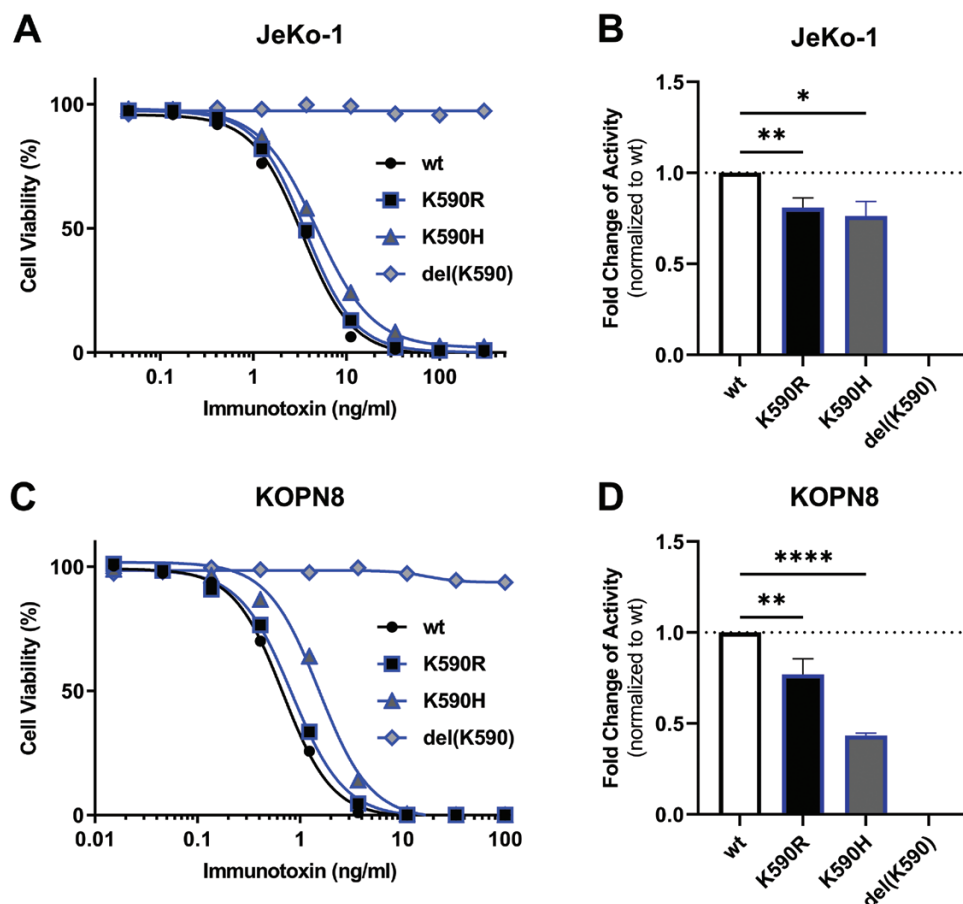 A
JeKo-1
Cell Viability (%)
100
50
0
0.1
1
10
100
Immunotoxin (ng/ml)
wt
K590R
K590H
del(K590)
B
JeKo-1
Fold Change of Activity
(normalized to wt)
1.5
1.0
0.5
0.0
*
**
wt
K590R
K590H
del(K590)
C
KOPN8
Cell Viability (%)
100
50
0
0.01
0.1
1
10
100
Immunotoxin (ng/ml)
wt
K590R
K590H
del(K590)
D
KOPN8
Fold Change of Activity
(normalized to wt)
1.5
1.0
0.5
0.0
****
**
wt
K590R
K590H
del(K590)